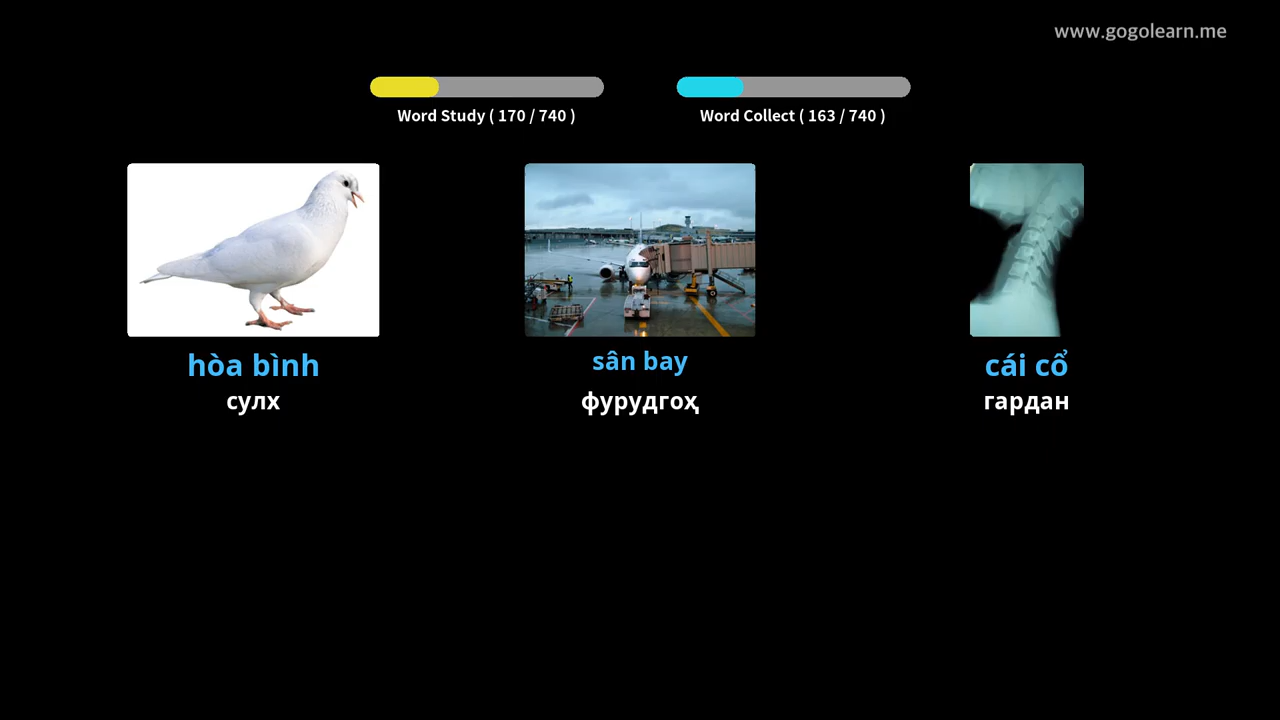 www.gogolearn.me
Word Study ( 170 / 740 )
Word Collect ( 163 / 740 )
hòa bình
сулх
sân bay
фурудгоҳ
cái cổ
гардан